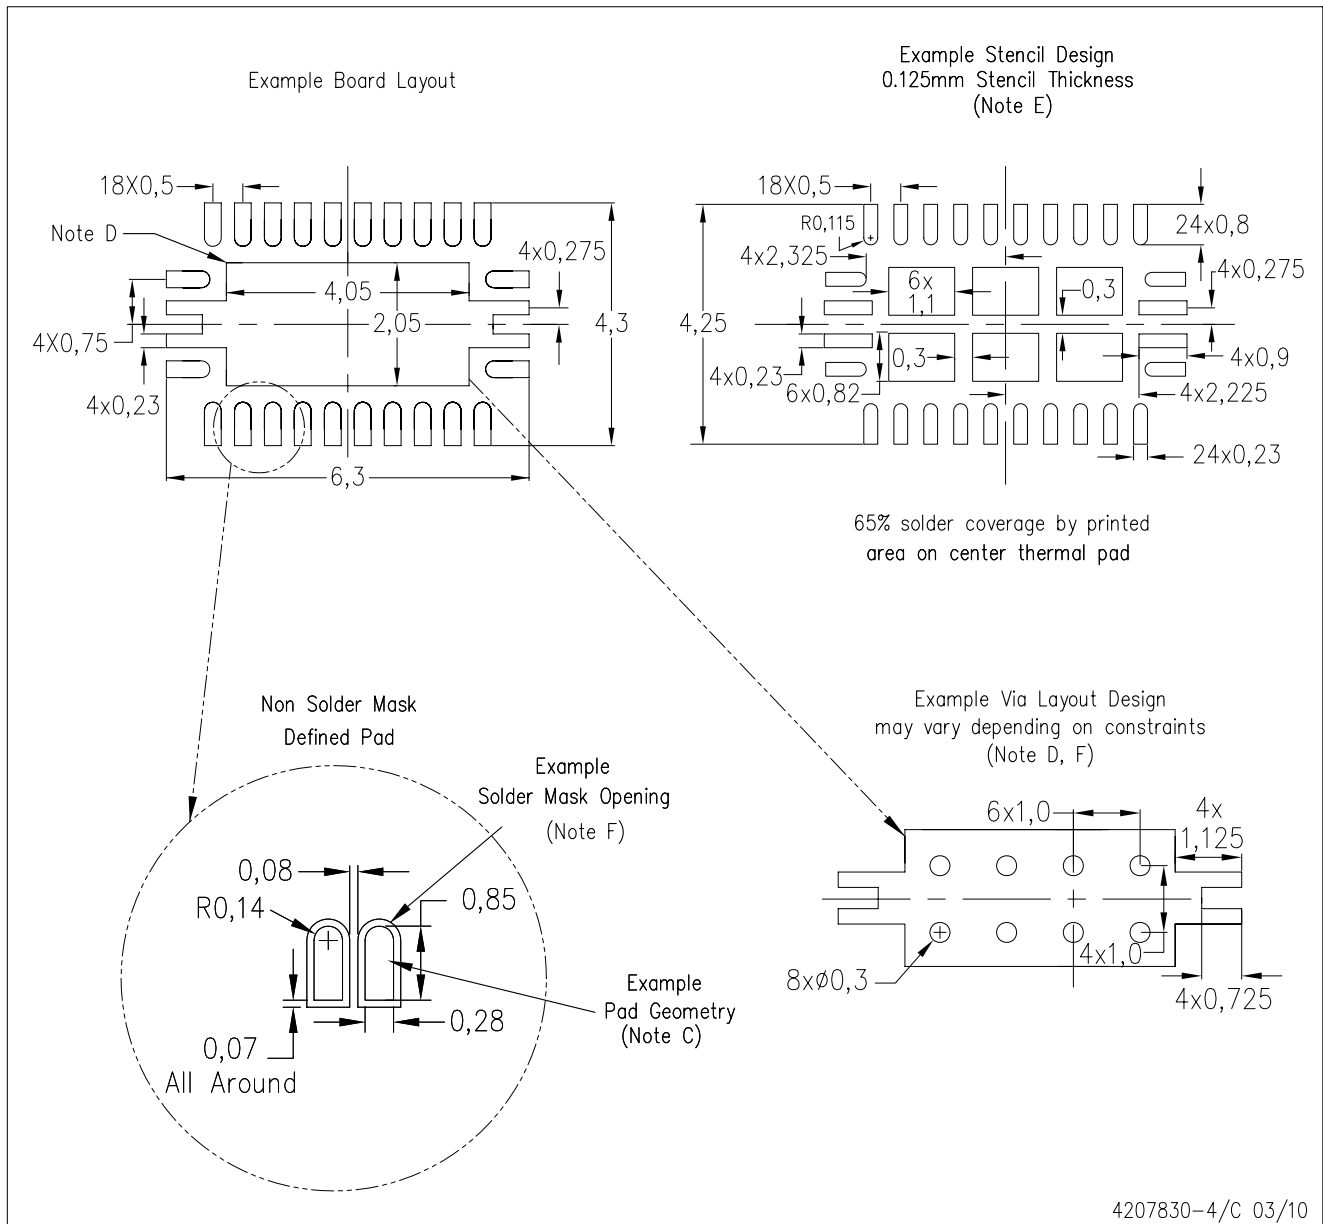 Example Board Layout
Example Stencil Design
0.125mm Stencil Thickness
(Note E)
18X0,5
Note D
4x0,275
4,05
2,05
4,3
4X0,75
4x0,23
6,3
18X0,5
R0,115
24x0,8
4x2,325
4x0,275
6x
1,1
0,3
4,25
0,3
4x0,9
4x0,23
6x0,82
4x2,225
24x0,23
65% solder coverage by printed
area on center thermal pad
Non Solder Mask
Defined Pad
Example
Solder Mask Opening
(Note F)
0,08
R0,14
0,85
Example
Pad Geometry
(Note C)
0,28
0,07
All Around
Example Via Layout Design
may vary depending on constraints
(Note D, F)
6x1,0
4x
1,125
4x1,0
8xø0,3
4x0,725
4207830-4/C 03/10